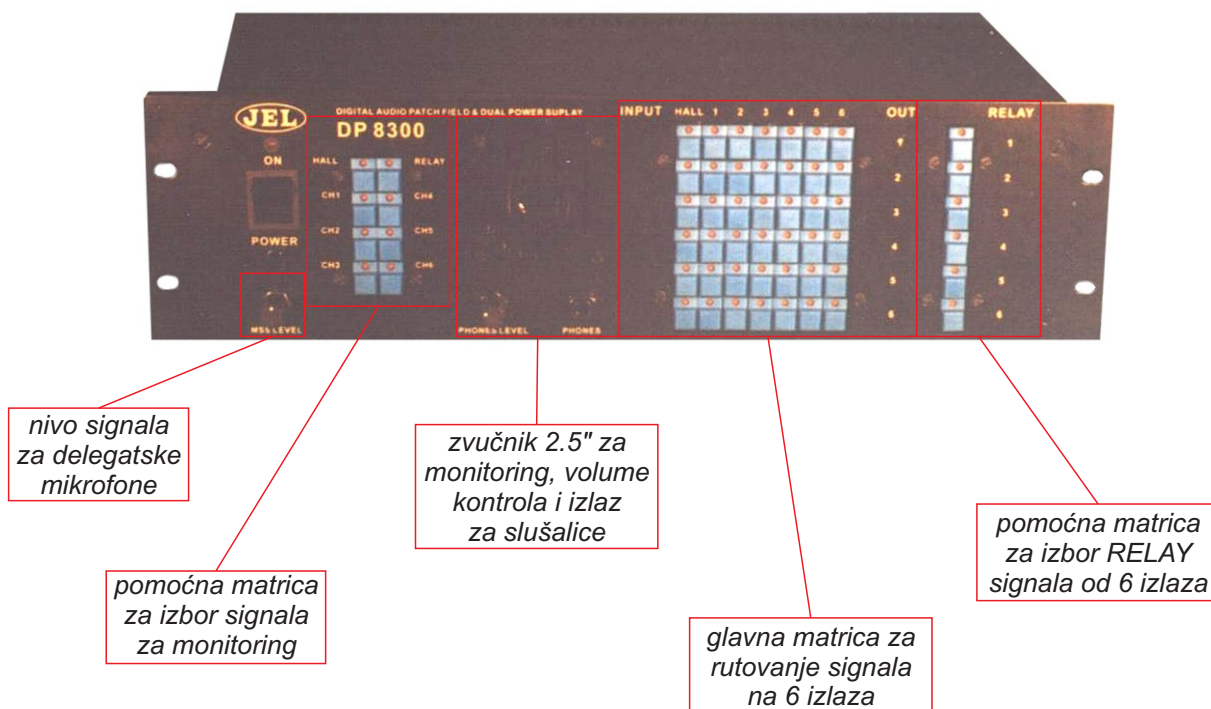 JEL
DIGITAL AUDIO PATCH FIELD & DUAL POWER SUPLAY
DP 8300
ON
POWER
MSS LEVEL
HALL RELAY
CH1 CH4
CH2 CH5
CH3 CH6
PHONES LEVEL PHONES
INPUT HALL 1 2 3 4 5 6 OUT
1
2
3
4
5
6
RELAY
1
2
3
4
5
6
nivo signala
za delegatske
mikrofone
pomoćna matrica
za izbor signala
za monitoring
zvučnik 2.5" za
monitoring, volume
kontrola i izlaz
za slušalice
glavna matrica za
rutovanje signala
na 6 izlaza
pomoćna matrica
za izbor RELAY
signala od 6 izlaza